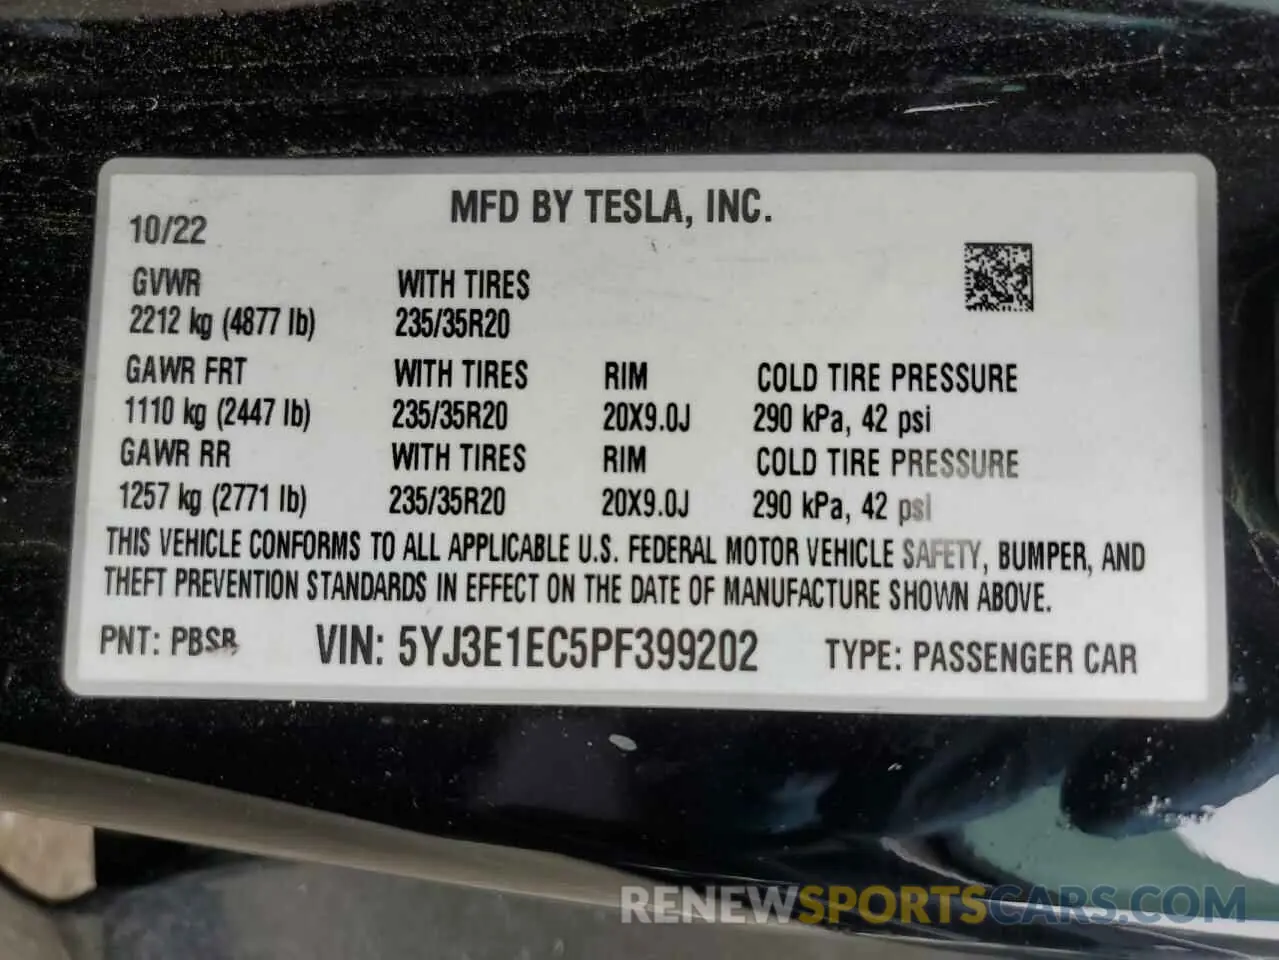 MFD BY TESLA, INC.
10/22
GVWR WITH TIRES
2212 kg (4877 lb) 235/35R20
GAWR FRT WITH TIRES RIM COLD TIRE PRESSURE
1110 kg (2447 lb) 235/35R20 20X9.0J 290 kPa, 42 psi
GAWR RR WITH TIRES RIM COLD TIRE PRESSURE
1257 kg (2771 lb) 235/35R20 20X9.0J 290 kPa, 42 psi
THIS VEHICLE CONFORMS TO ALL APPLICABLE U.S. FEDERAL MOTOR VEHICLE SAFETY, BUMPER, AND
THEFT PREVENTION STANDARDS IN EFFECT ON THE DATE OF MANUFACTURE SHOWN ABOVE.
PNT: PBSB VIN: 5YJ3E1EC5PF399202 TYPE: PASSENGER CAR
RENEWSPORTSCARS.COM